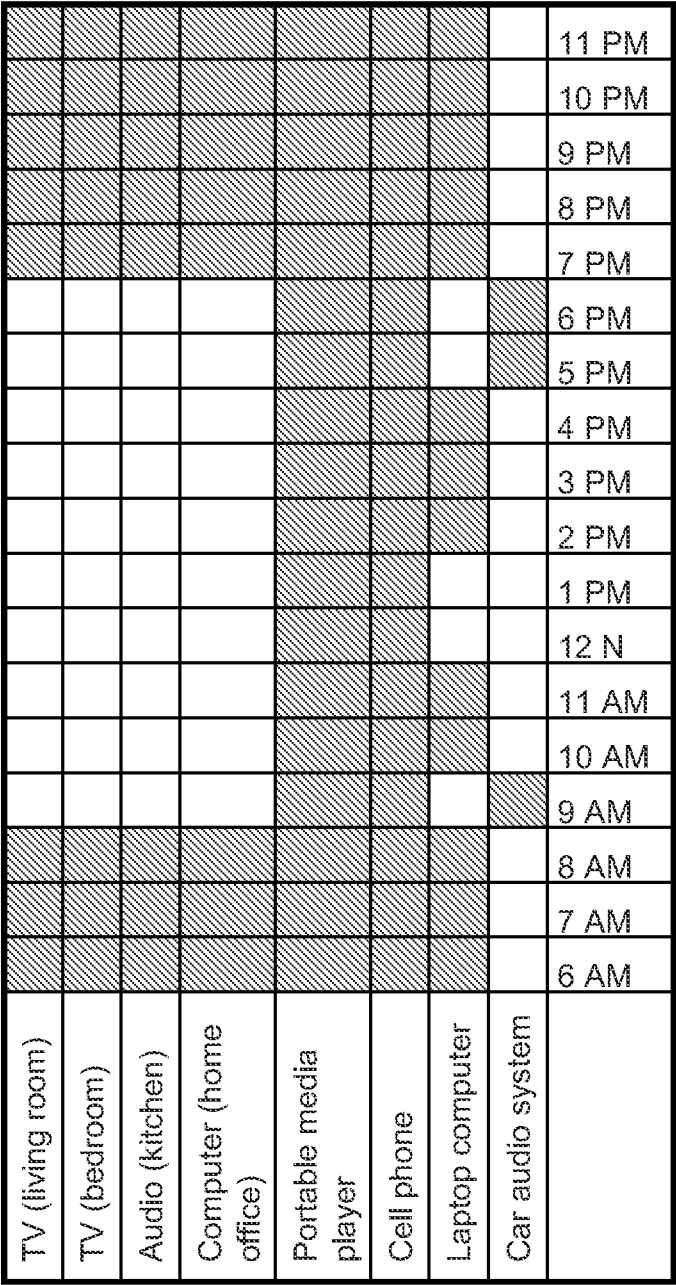 11 PM
10 PM
9 PM
8 PM
7 PM
6 PM
5 PM
4 PM
3 PM
2 PM
1 PM
12 N
11 AM
10 AM
9 AM
8 AM
7 AM
6 AM
TV (living room)
TV (bedroom)
Audio (kitchen)
Computer (home
office)
Portable media
player
Cell phone
Laptop computer
Car audio system